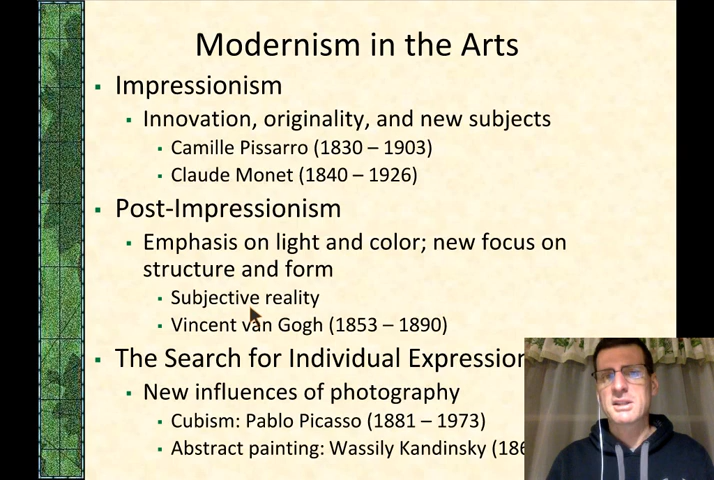 Modernism in the Arts
▪ Impressionism
▪ Innovation, originality, and new subjects
▪ Camille Pissarro (1830 – 1903)
▪ Claude Monet (1840 – 1926)
▪ Post-Impressionism
▪ Emphasis on light and color; new focus on
structure and form
▪ Subjective reality
▪ Vincent van Gogh (1853 – 1890)
▪ The Search for Individual Expression
▪ New influences of photography
▪ Cubism: Pablo Picasso (1881 – 1973)
▪ Abstract painting: Wassily Kandinsky (186